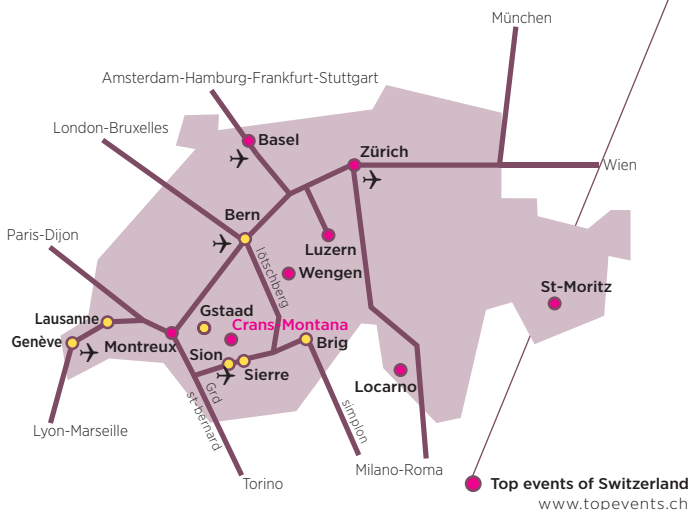 München
Amsterdam-Hamburg-Frankfurt-Stuttgart
London-Bruxelles
Basel
Zürich
Wien
Bern
Paris-Dijon
Luzern
lötschberg
Wengen
St-Moritz
Lausanne
Gstaad
Crans-Montana
Genève
Montreux
Brig
Sion
Sierre
Locarno
Grd
st-bernard
simplon
Lyon-Marseille
Milano-Roma
Torino
Top events of Switzerland
www.topevents.ch